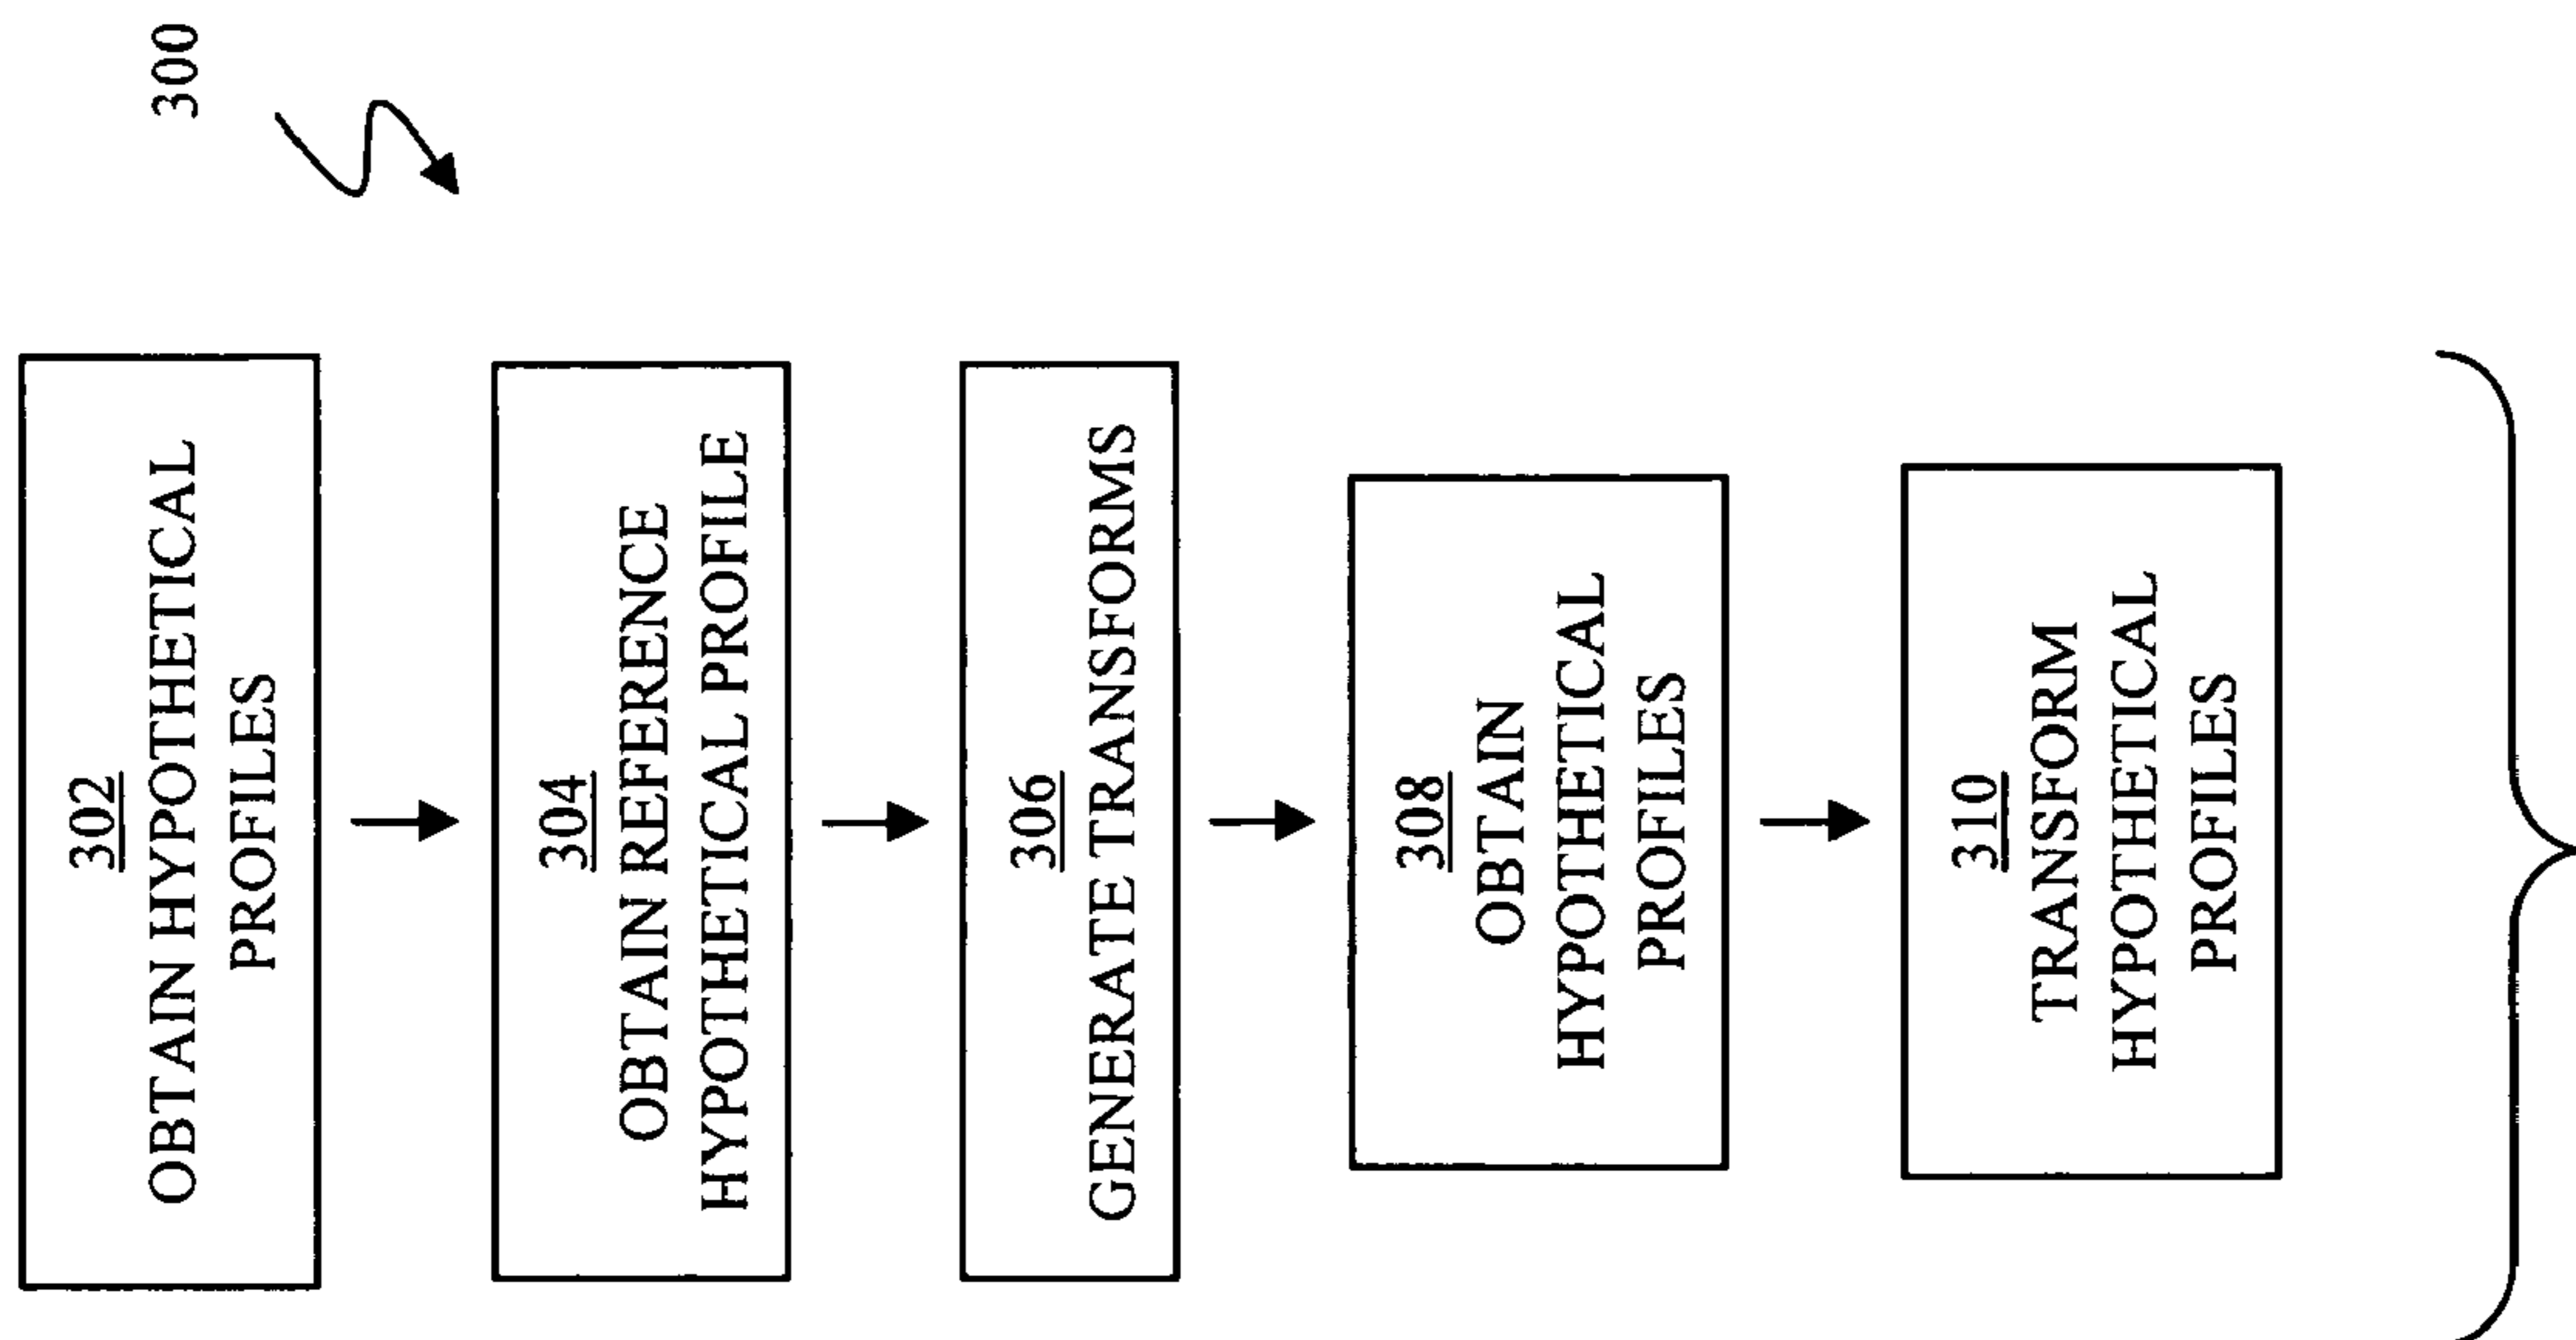 300
302
OBTAIN HYPOTHETICAL
PROFILES
304
OBTAIN REFERENCE
HYPOTHETICAL PROFILE
306
GENERATE TRANSFORMS
308
OBTAIN
HYPOTHETICAL
PROFILES
310
TRANSFORM
HYPOTHETICAL
PROFILES